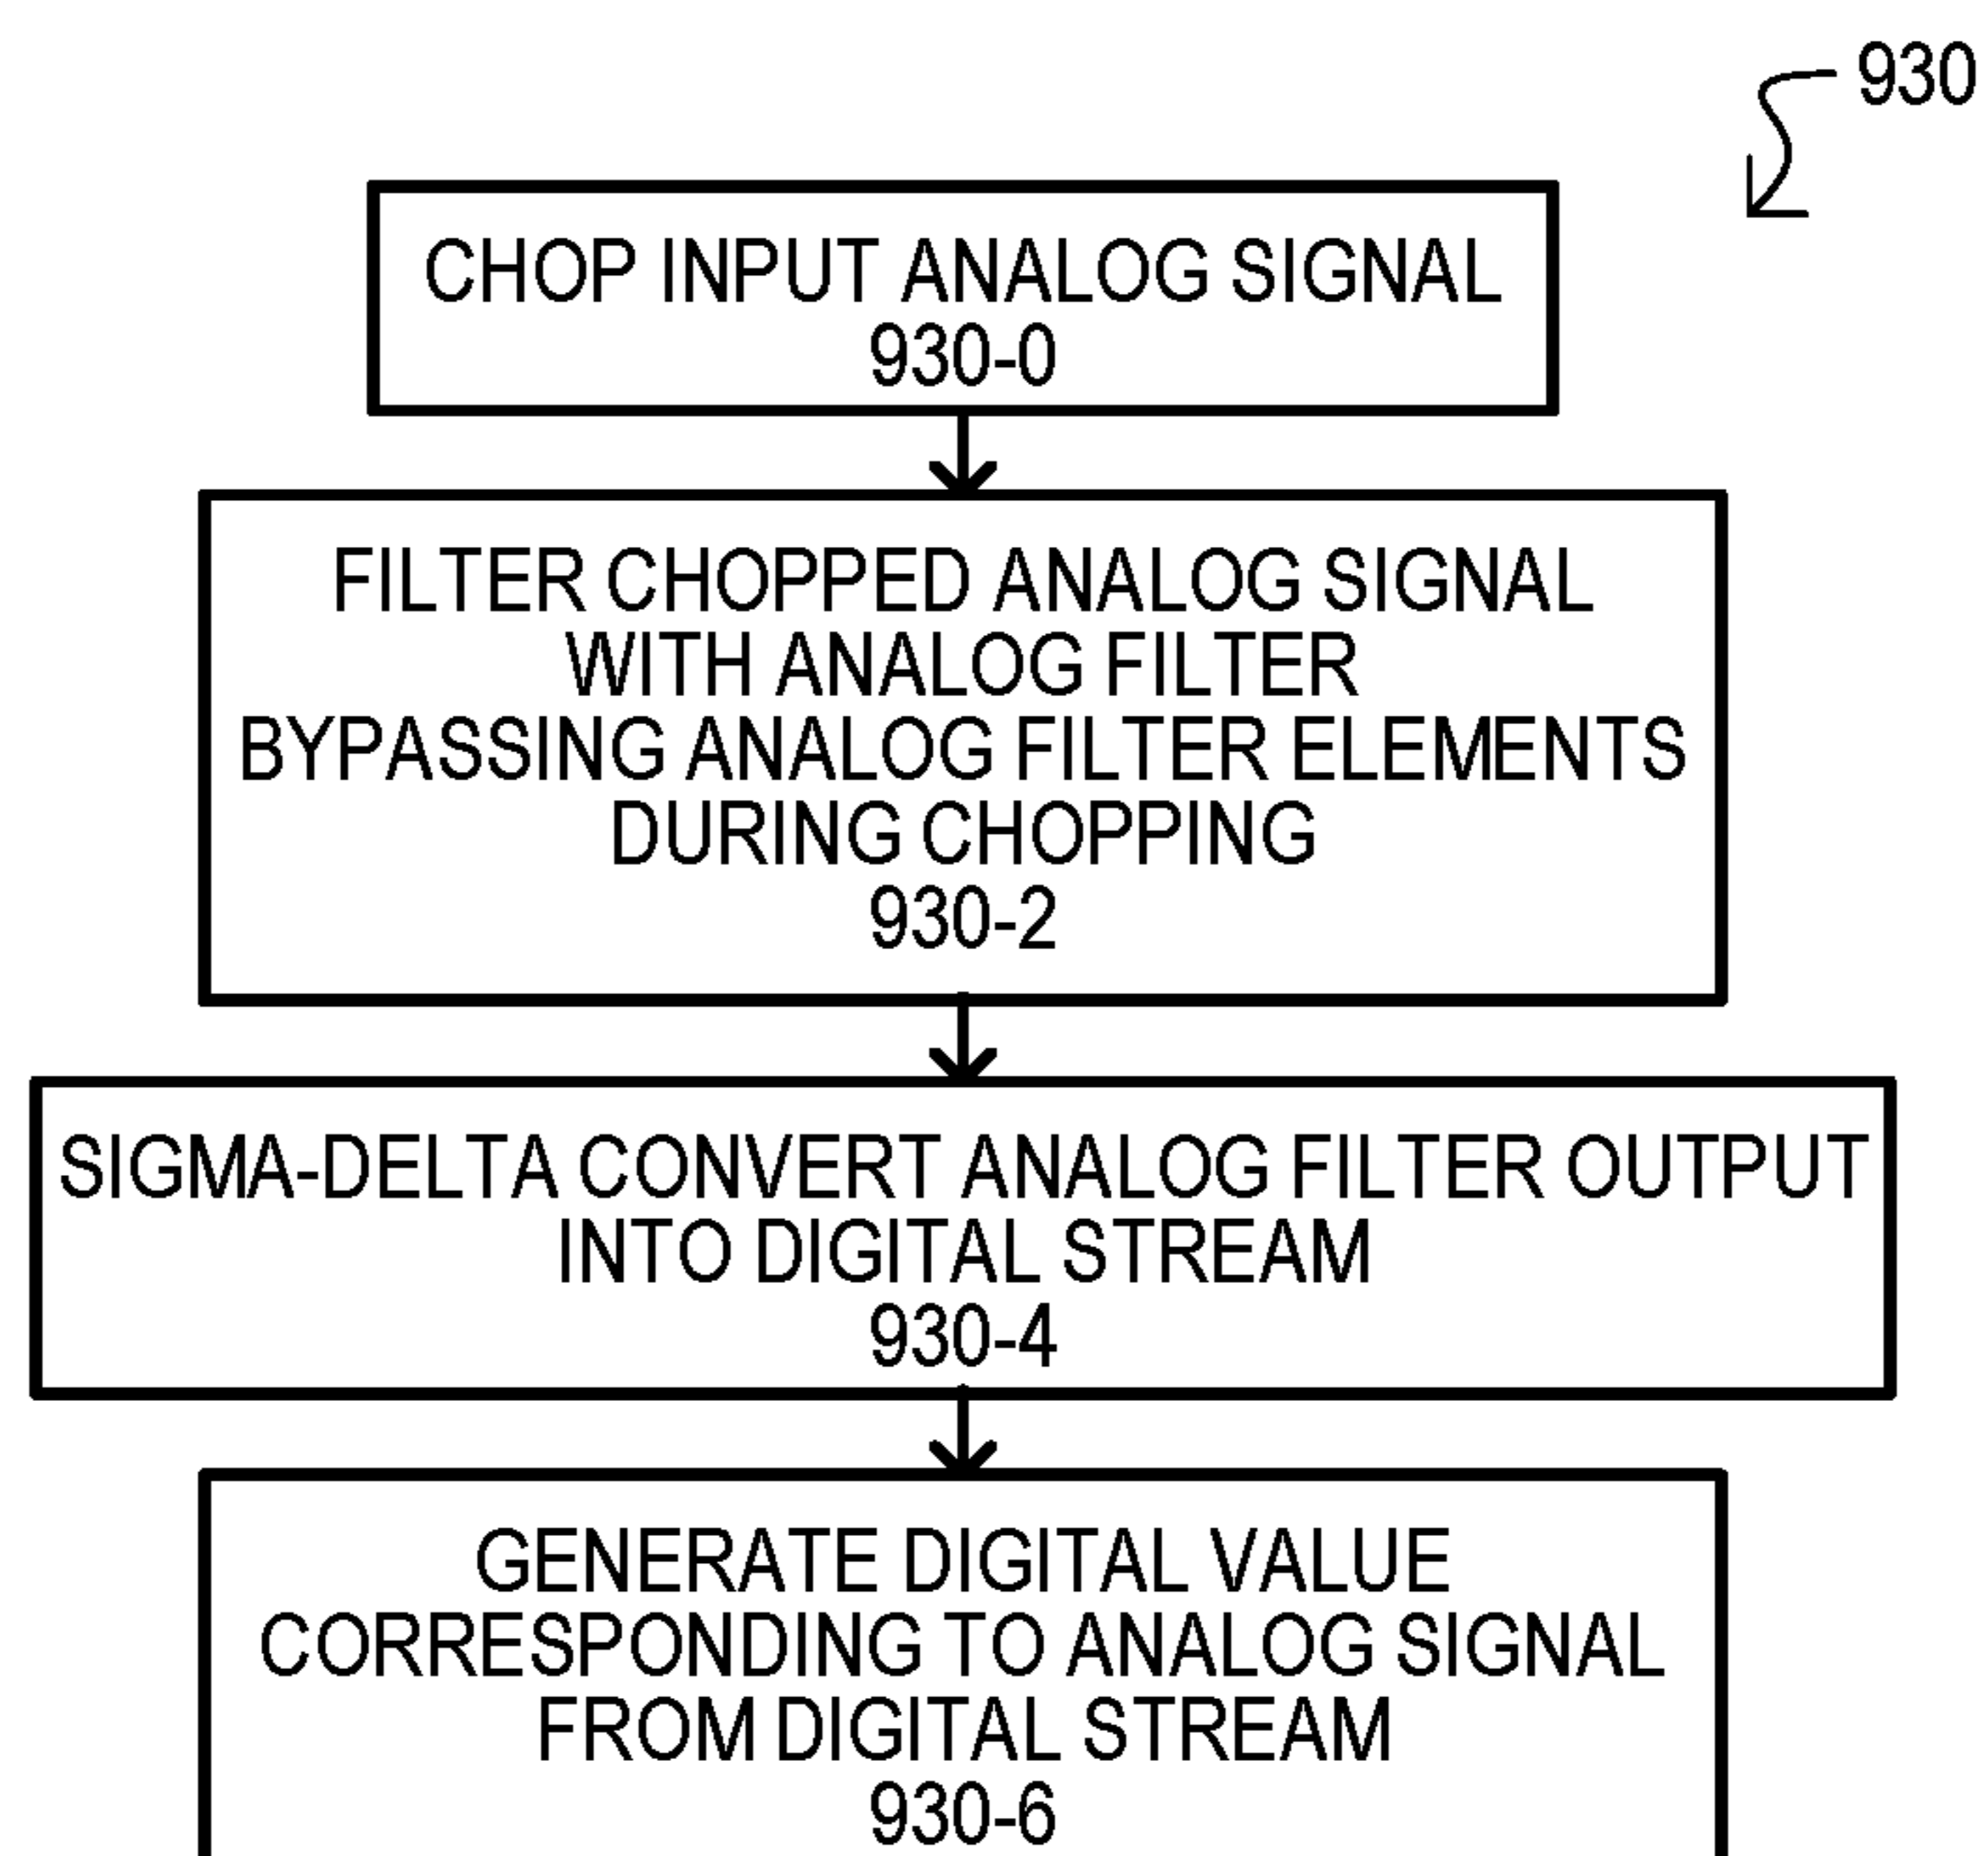 930
CHOP INPUT ANALOG SIGNAL
930-0
FILTER CHOPPED ANALOG SIGNAL
WITH ANALOG FILTER
BYPASSING ANALOG FILTER ELEMENTS
DURING CHOPPING
930-2
SIGMA-DELTA CONVERT ANALOG FILTER OUTPUT
INTO DIGITAL STREAM
930-4
GENERATE DIGITAL VALUE
CORRESPONDING TO ANALOG SIGNAL
FROM DIGITAL STREAM
930-6